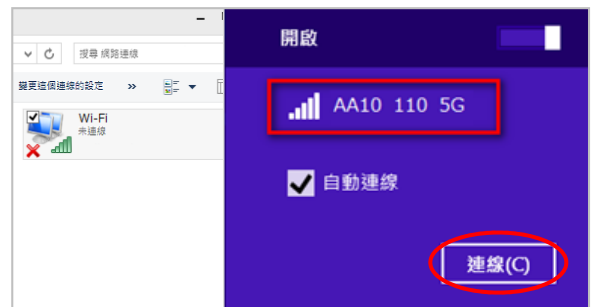 搜尋 網路連線
變更這個連線的設定 »
Wi-Fi
未連線
開啟
AA10 110 5G
自動連線
連線(C)